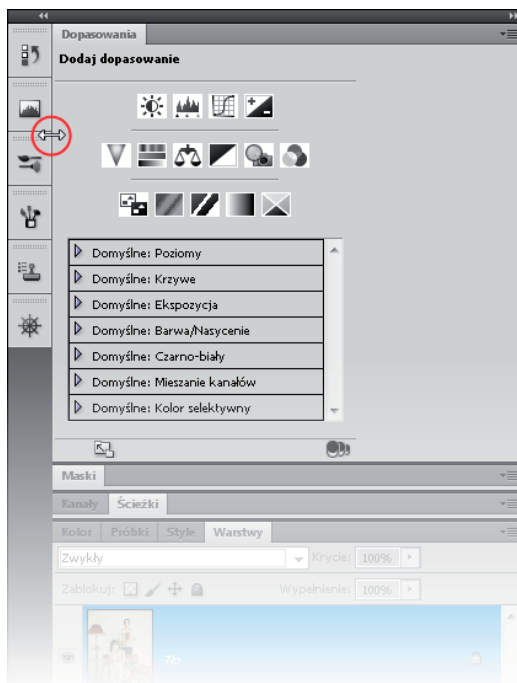 Dopasowania
Dodaj dopasowanie
Domyślne: Poziomy
Domyślne: Krzywe
Domyślne: Ekspozycja
Domyślne: Barwa/Nasycenie
Domyślne: Czarno-biały
Domyślne: Mieszanie kanałów
Domyślne: Kolor selektywny
Maski
Kanały Ścieżki
Kolor Próbki Style Warstwy
Zwykły Krycie: 100%
Zablokuj: Wypełnienie: 100%
Tło